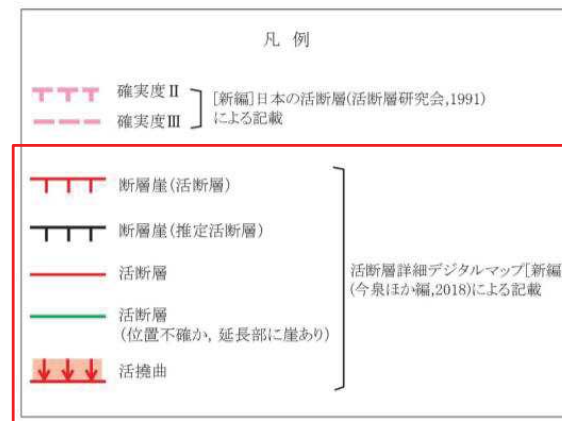 凡 例
確実度Ⅱ
確実度Ⅲ
[新編]日本の活断層(活断層研究会,1991)
による記載
断層崖(活断層)
断層崖(推定活断層)
活断層
活断層
(位置不確か, 延長部に崖あり)
活撓曲
活断層詳細デジタルマップ[新編
(今泉ほか編,2018)による記載